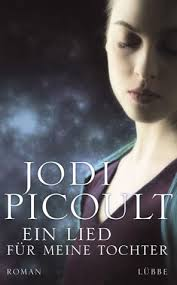 JODI
PICOULT
EIN LIED
FÜR MEINE TOCHTER
ROMAN LÜBBE